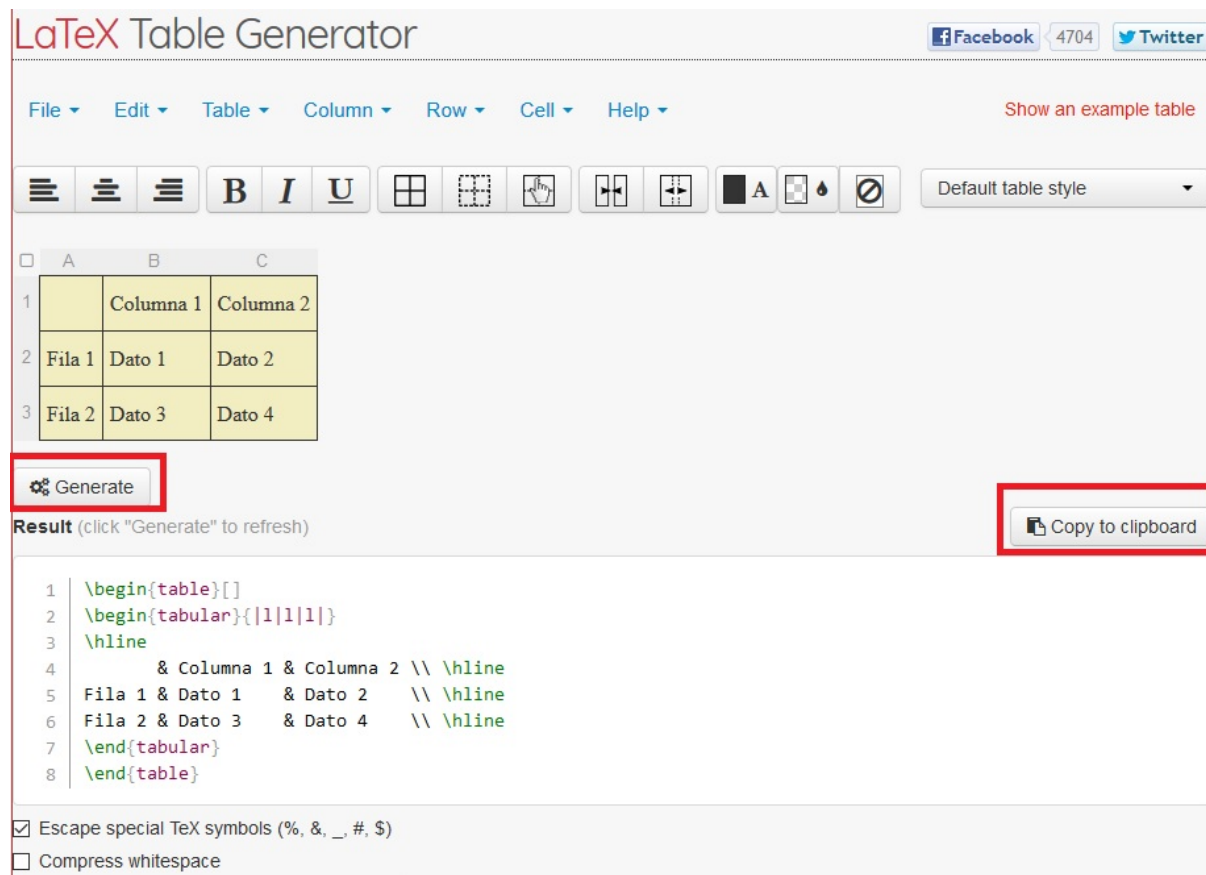 LaTeX Table Generator
Facebook 4704 Twitter
File Edit Table Column Row Cell Help Show an example table
B I U A Default table style
A B C
1 Columna 1 Columna 2
2 Fila 1 Dato 1 Dato 2
3 Fila 2 Dato 3 Dato 4
Generate
Result (click "Generate" to refresh) Copy to clipboard
1 \begin{table}[]
2 \begin{tabular}{|l|l|l|}
3 \hline
4 & Columna 1 & Columna 2 \\ \hline
5 Fila 1 & Dato 1 & Dato 2 \\ \hline
6 Fila 2 & Dato 3 & Dato 4 \\ \hline
7 \end{tabular}
8 \end{table}
Escape special TeX symbols (%, &, _, #, $)
Compress whitespace